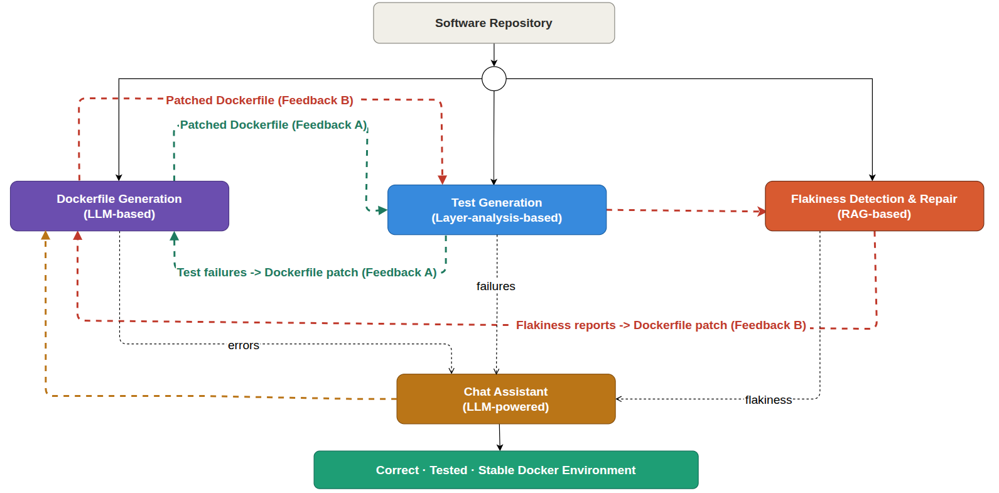 Software Repository
Patched Dockerfile (Feedback B)
Patched Dockerfile (Feedback A)
Dockerfile Generation
(LLM-based)
Test Generation
(Layer-analysis-based)
Flakiness Detection & Repair
(RAG-based)
Test failures -> Dockerfile patch (Feedback A)
failures
Flakiness reports -> Dockerfile patch (Feedback B)
errors
Chat Assistant
(LLM-powered)
flakiness
Correct · Tested · Stable Docker Environment